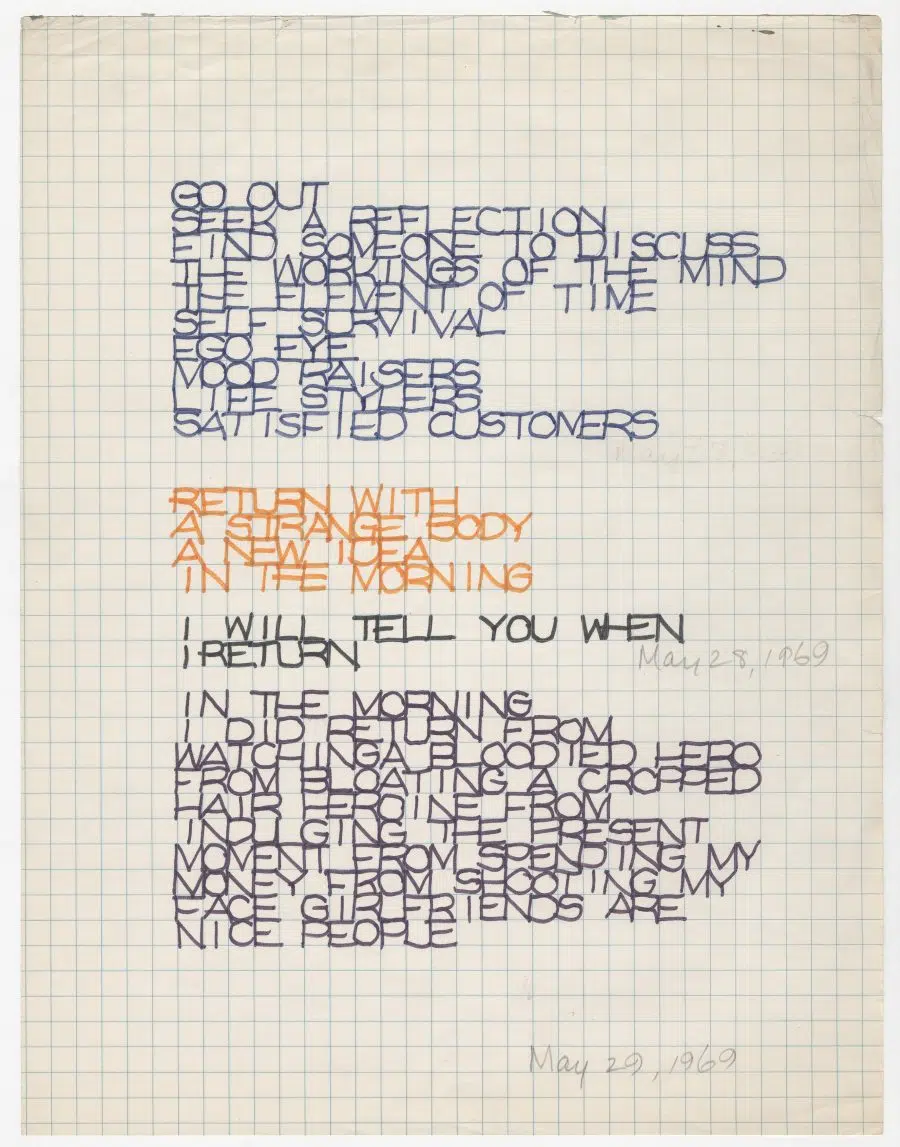 GO OUT
SEEK A REFLECTION
FIND SOMEONE TO DISCUSS
THE WORKINGS OF THE MIND
THE ELEMENT OF TIME
SELF SURVIVAL
EGO EYE
MOOD RAISERS
LIFE STYLERS
SATISFIED CUSTOMERS
RETURN WITH
A STRANGE BODY
A NEW IDEA
IN THE MORNING
I WILL TELL YOU WHEN
I RETURN
May 28, 1969
IN THE MORNING
I DID RETURN FROM
WATCHING A BLOODIED HERO
FROM BLOATING A CROPPED
HAIR HEROINE FROM
INDULGING THE PRESENT
MOMENT FROM SPENDING MY
MONEY FROM SHOOTING MY
FACE GIRLFRIENDS ARE
NICE PEOPLE
May 29, 1969